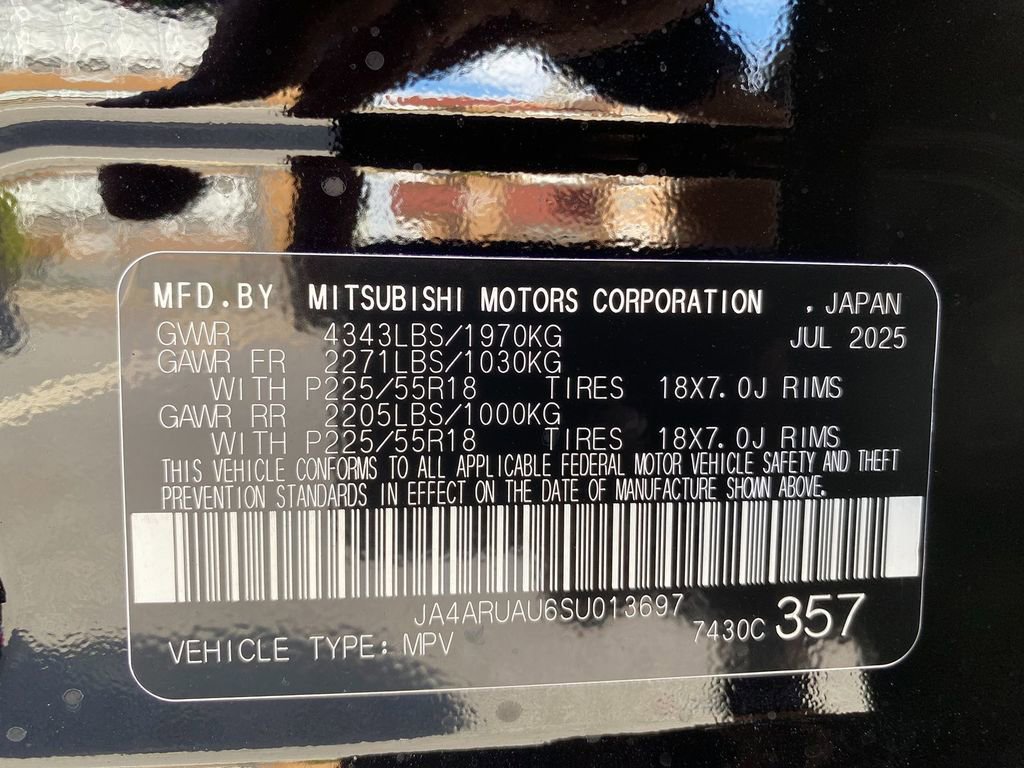 MFD.BY MITSUBISHI MOTORS CORPORATION , JAPAN
GVWR 4343LBS/1970KG JUL 2025
GAWR FR 2271LBS/1030KG
WITH P225/55R18 TIRES 18X7.0J RIMS
GAWR RR 2205LBS/1000KG
WITH P225/55R18 TIRES 18X7.0J RIMS
THIS VEHICLE CONFORMS TO ALL APPLICABLE FEDERAL MOTOR VEHICLE SAFETY AND THEFT
PREVENTION STANDARDS IN EFFECT ON THE DATE OF MANUFACTURE SHOWN ABOVE.
JA4ARUAU6SU013697
7430C 357
VEHICLE TYPE: MPV